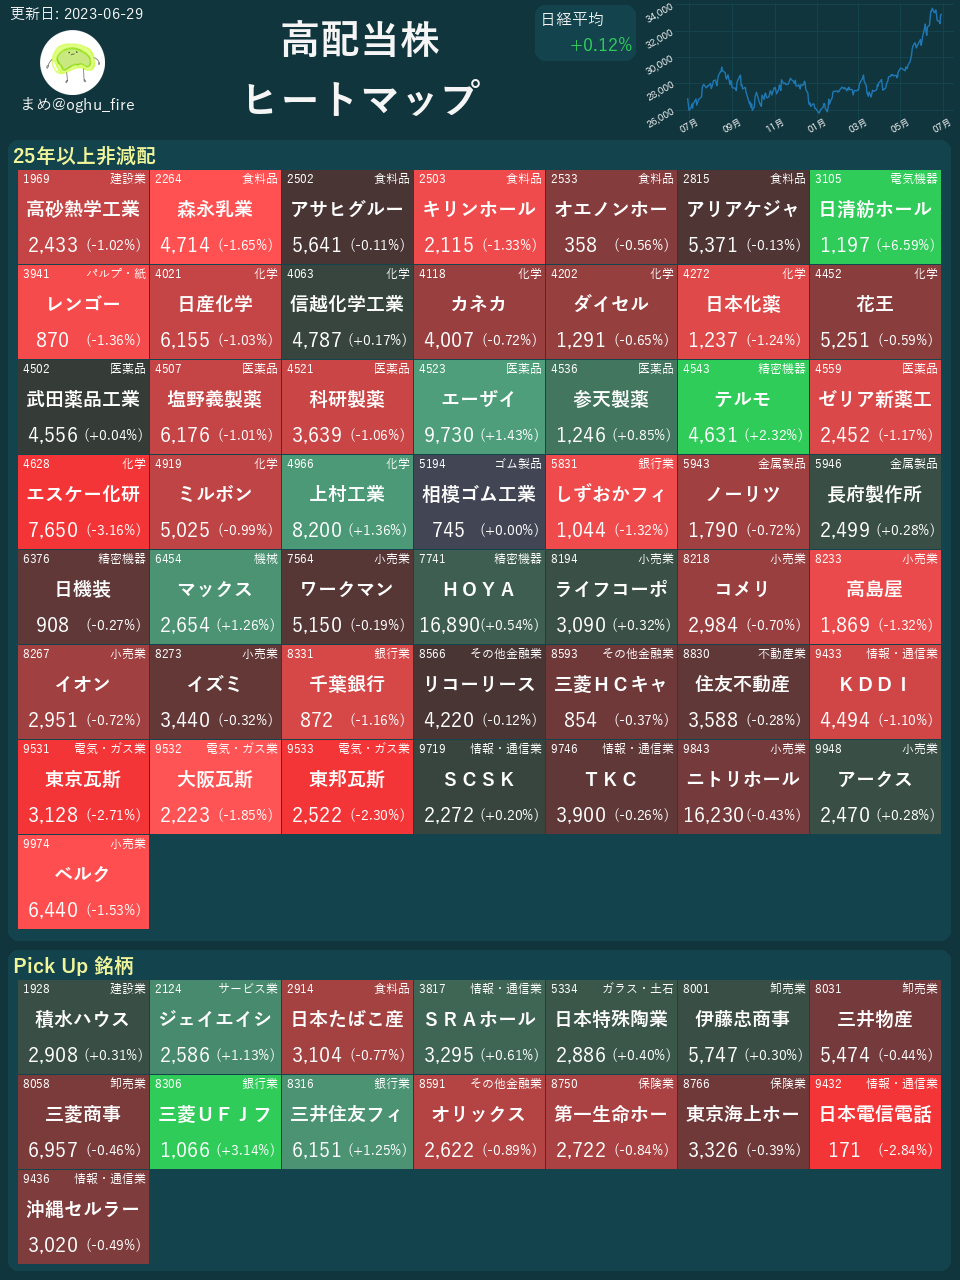 更新日: 2023-06-29
まめ@oghu_fire
高配当株
ヒートマップ
日経平均
+0.12%
34,000
32,000
30,000
28,000
26,000
07月 09月 11月 01月 03月 05月 07月
25年以上非減配
1969 建設業 2264 食料品 2502 食料品 2503 食料品 2533 食料品 2815 食料品 3105 電気機器
高砂熱学工業 森永乳業 アサヒグルー キリンホール オエノンホー アリアケジャ 日清紡ホール
2,433 (-1.02%) 4,714 (-1.65%) 5,641 (-0.11%) 2,115 (-1.33%) 358 (-0.56%) 5,371 (-0.13%) 1,197 (+6.59%)
3941 パルプ・紙 4021 化学 4063 化学 4118 化学 4202 化学 4272 化学 4452 化学
レンゴー 日産化学 信越化学工業 カネカ ダイセル 日本化薬 花王
870 (-1.36%) 6,155 (-1.03%) 4,787 (+0.17%) 4,007 (-0.72%) 1,291 (-0.65%) 1,237 (-1.24%) 5,251 (-0.59%)
4502 医薬品 4507 医薬品 4521 医薬品 4523 医薬品 4536 医薬品 4543 精密機器 4559 医薬品
武田薬品工業 塩野義製薬 科研製薬 エーザイ 参天製薬 テルモ ゼリア新薬工
4,556 (+0.04%) 6,176 (-1.01%) 3,639 (-1.06%) 9,730 (+1.43%) 1,246 (+0.85%) 4,631 (+2.32%) 2,452 (-1.17%)
4628 化学 4919 化学 4966 化学 5194 ゴム製品 5831 銀行業 5943 金属製品 5946 金属製品
エスケー化研 ミルボン 上村工業 相模ゴム工業 しずおかフィ ノーリツ 長府製作所
7,650 (-3.16%) 5,025 (-0.99%) 8,200 (+1.36%) 745 (+0.00%) 1,044 (-1.32%) 1,790 (-0.72%) 2,499 (+0.28%)
6376 精密機器 6454 機械 7564 小売業 7741 精密機器 8194 小売業 8218 小売業 8233 小売業
日機装 マックス ワークマン ＨＯＹＡ ライフコーポ コメリ 高島屋
908 (-0.27%) 2,654 (+1.26%) 5,150 (-0.19%) 16,890(+0.54%) 3,090 (+0.32%) 2,984 (-0.70%) 1,869 (-1.32%)
8267 小売業 8273 小売業 8331 銀行業 8566 その他金融業 8593 その他金融業 8830 不動産業 9433 情報・通信業
イオン イズミ 千葉銀行 リコーリース 三菱ＨＣキャ 住友不動産 ＫＤＤＩ
2,951 (-0.72%) 3,440 (-0.32%) 872 (-1.16%) 4,220 (-0.12%) 854 (-0.37%) 3,588 (-0.28%) 4,494 (-1.10%)
9531 電気・ガス業 9532 電気・ガス業 9533 電気・ガス業 9719 情報・通信業 9746 情報・通信業 9843 小売業 9948 小売業
東京瓦斯 大阪瓦斯 東邦瓦斯 ＳＣＳＫ ＴＫＣ ニトリホール アークス
3,128 (-2.71%) 2,223 (-1.85%) 2,522 (-2.30%) 2,272 (+0.20%) 3,900 (-0.26%) 16,230(-0.43%) 2,470 (+0.28%)
9974 小売業
ベルク
6,440 (-1.53%)
Pick Up 銘柄
1928 建設業 2124 サービス業 2914 食料品 3817 情報・通信業 5334 ガラス・土石 8001 卸売業 8031 卸売業
積水ハウス ジェイエイシ 日本たばこ産 ＳＲＡホール 日本特殊陶業 伊藤忠商事 三井物産
2,908 (+0.31%) 2,586 (+1.13%) 3,104 (-0.77%) 3,295 (+0.61%) 2,886 (+0.40%) 5,747 (+0.30%) 5,474 (-0.44%)
8058 卸売業 8306 銀行業 8316 銀行業 8591 その他金融業 8750 保険業 8766 保険業 9432 情報・通信業
三菱商事 三菱ＵＦＪフ 三井住友フィ オリックス 第一生命ホー 東京海上ホー 日本電信電話
6,957 (-0.46%) 1,066 (+3.14%) 6,151 (+1.25%) 2,622 (-0.89%) 2,722 (-0.84%) 3,326 (-0.39%) 171 (-2.84%)
9436 情報・通信業
沖縄セルラー
3,020 (-0.49%)